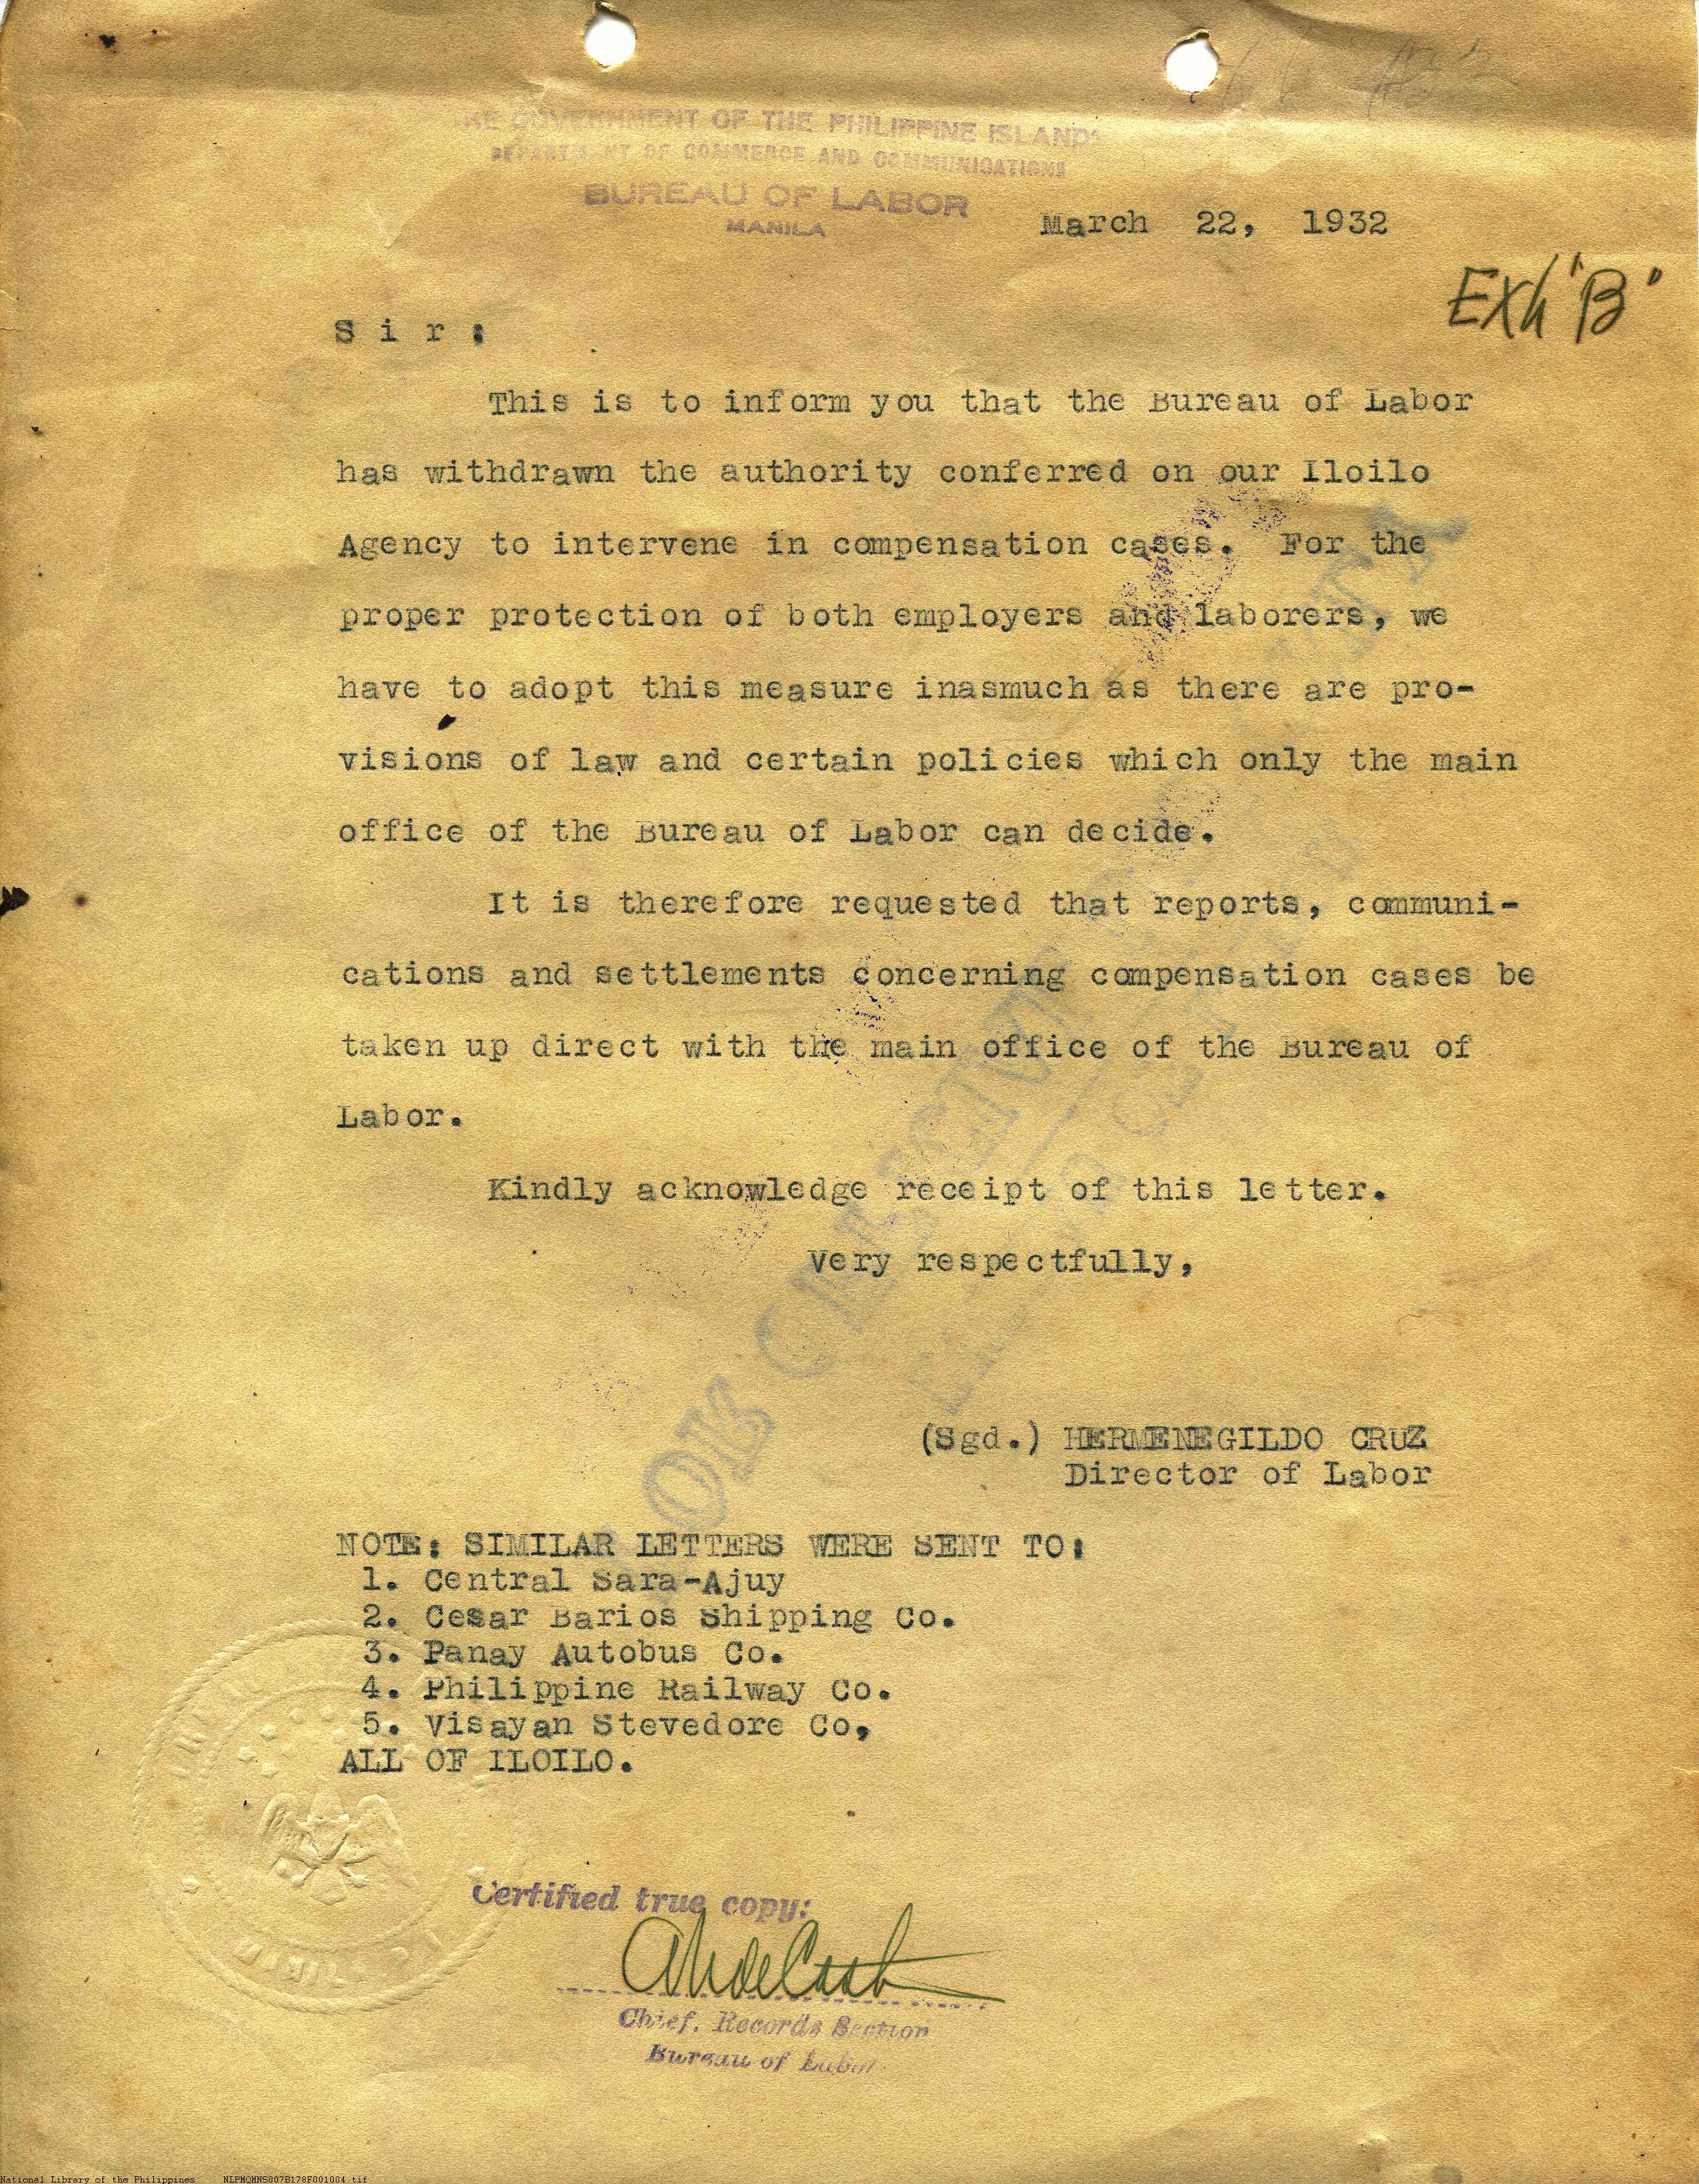 GOVERNMENT OF THE PHILIPPINE ISLANDS
DEPARTMENT OF COMMERCE AND COMMUNICATIONS
BUREAU OF LABOR
MANILA
March 22, 1932
Exh "B"
Sir:
This is to inform you that the Bureau of Labor
has withdrawn the authority conferred on our Iloilo
Agency to intervene in compensation cases. For the
proper protection of both employers and laborers, we
have to adopt this measure inasmuch as there are pro-
visions of law and certain policies which only the main
office of the Bureau of Labor can decide.
It is therefore requested that reports, communi-
cations and settlements concerning compensation cases be
taken up direct with the main office of the Bureau of
Labor.
Kindly acknowledge receipt of this letter.
Very respectfully,
(Sgd.) HERMENEGILDO CRUZ
Director of Labor
NOTE: SIMILAR LETTERS WERE SENT TO:
1. Central Sara-Ajuy
2. Cesar Barios Shipping Co.
3. Panay Autobus Co.
4. Philippine Railway Co.
5. Visayan Stevedore Co,
ALL OF ILOILO.
MANILA, P.I.
Certified true copy:
Chief, Records Section
Bureau of Labor
National Library of the Philippines NLPMQMNS007B178F001004.tif